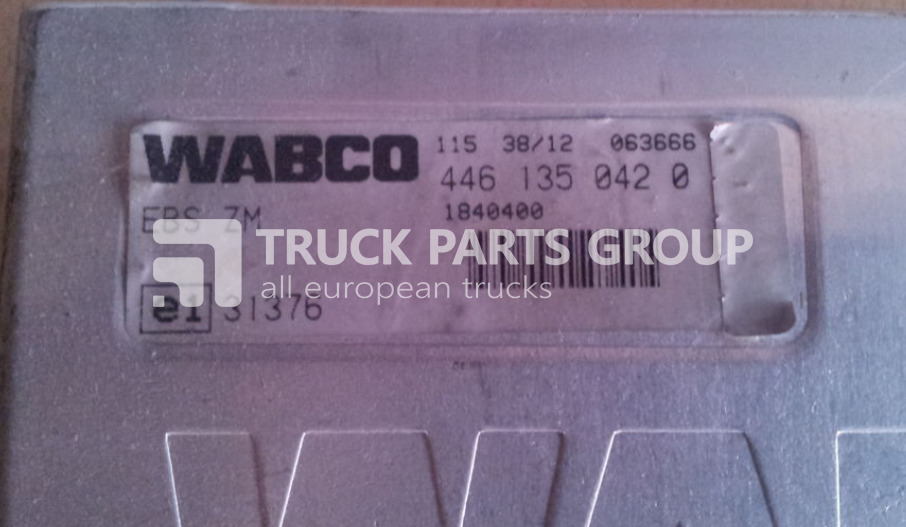 WABCO
115 38/12 063666
446 135 042 0
1840400
EBS ZM
TRUCK PARTS GROUP
all european trucks
e1 31376
WA